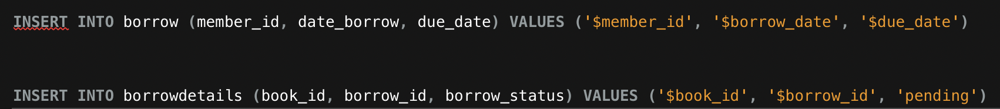 INSERT INTO borrow (member_id, date_borrow, due_date) VALUES ('$member_id', '$borrow_date', '$due_date')
INSERT INTO borrowdetails (book_id, borrow_id, borrow_status) VALUES ('$book_id', '$borrow_id', 'pending')